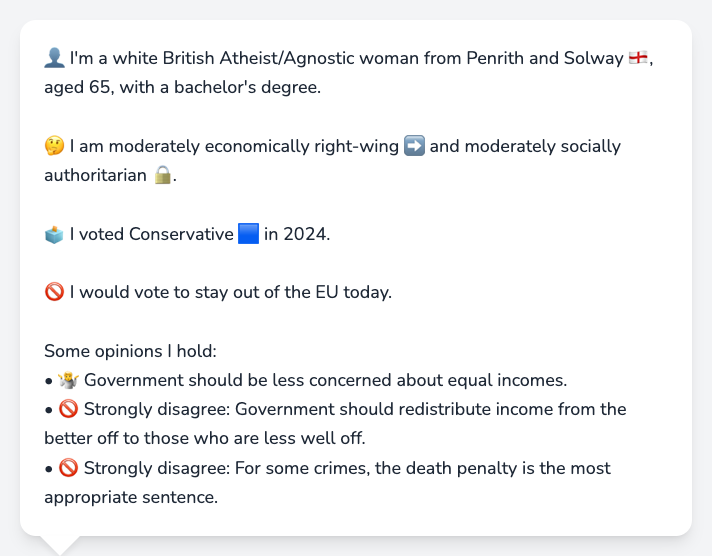 👤 I'm a white British Atheist/Agnostic woman from Penrith and Solway 🏴󠁧󠁢󠁥󠁮󠁧󠁿,
aged 65, with a bachelor's degree.
🤔 I am moderately economically right-wing ➡️ and moderately socially
authoritarian 🔒.
🗳️ I voted Conservative 🟦 in 2024.
🚫 I would vote to stay out of the EU today.
Some opinions I hold:
• 🤷 Government should be less concerned about equal incomes.
• 🚫 Strongly disagree: Government should redistribute income from the
better off to those who are less well off.
• 🚫 Strongly disagree: For some crimes, the death penalty is the most
appropriate sentence.